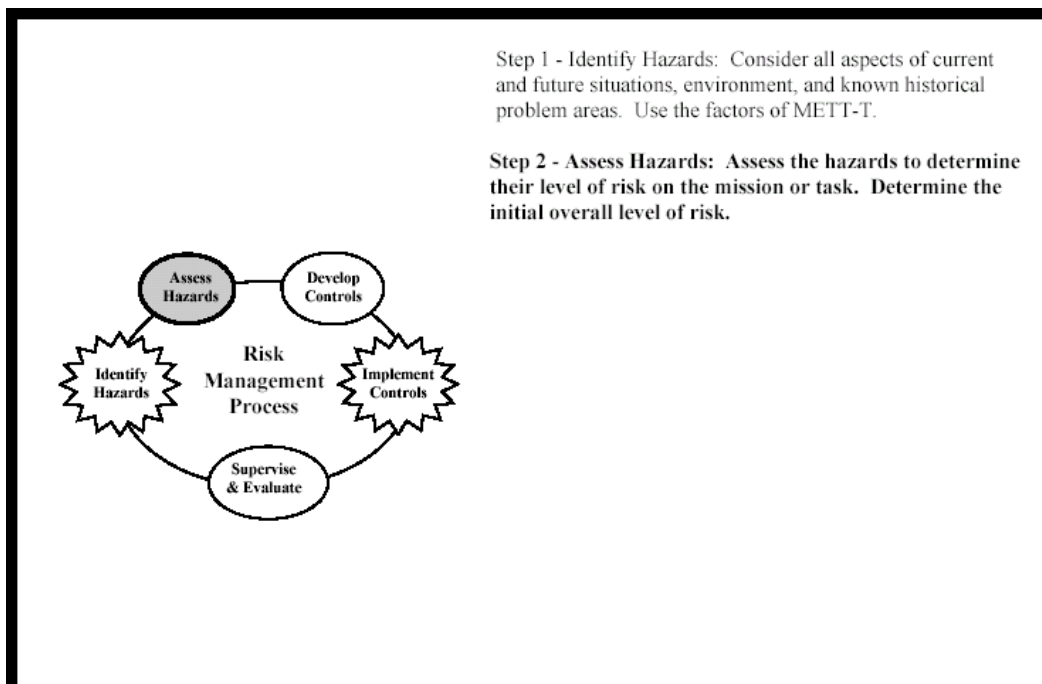 Step 1 - Identify Hazards: Consider all aspects of current
and future situations, environment, and known historical
problem areas. Use the factors of METT-T.
Step 2 - Assess Hazards: Assess the hazards to determine
their level of risk on the mission or task. Determine the
initial overall level of risk.
Assess
Hazards
Develop
Controls
Identify
Hazards
Risk
Management
Process
Implement
Controls
Supervise
& Evaluate